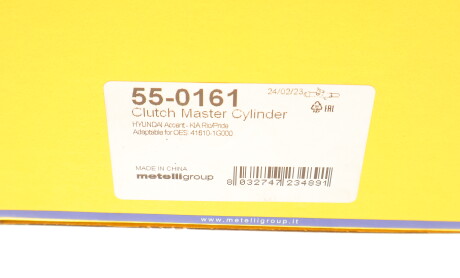 55-0161
24/02/23
Clutch Master Cylinder
HYUNDAI Accent - KIA Rio/Pride
Adaptable for OES: 41610-1G000
EAC
MADE IN CHINA
metelligroup
8 032747 234891
www.metelligroup.it